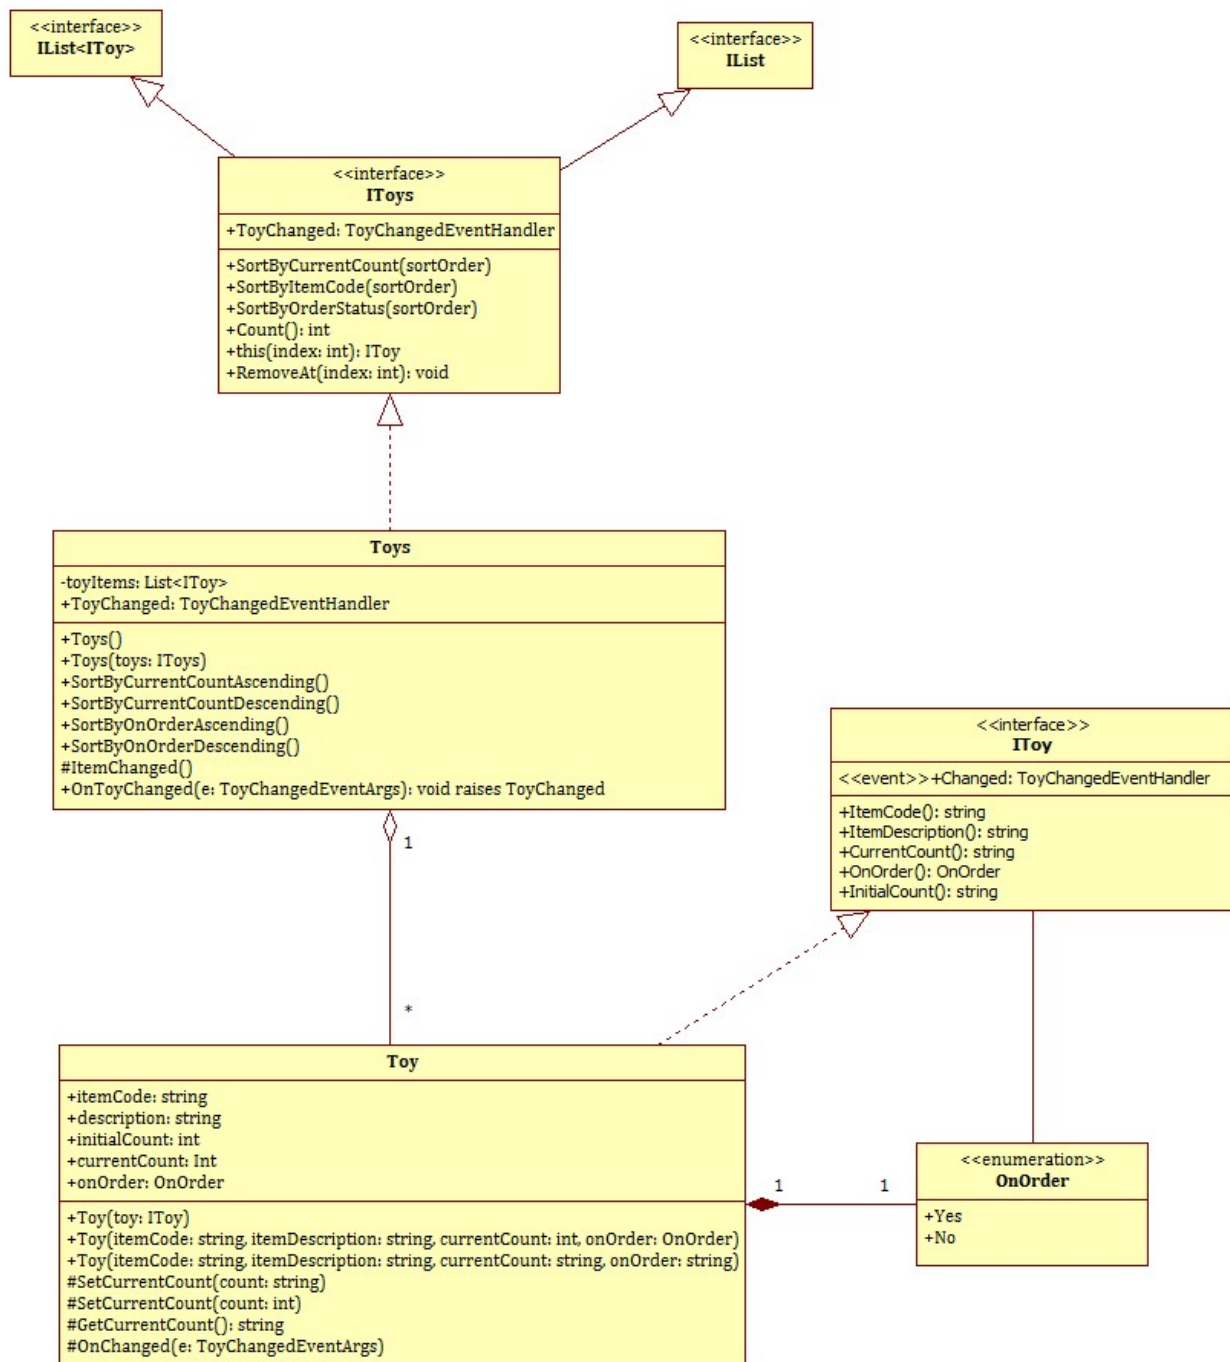 <<interface>>
IList<IToy>
<<interface>>
IList
<<interface>>
IToys
+ToyChanged: ToyChangedEventHandler
+SortByCurrentCount(sortOrder)
+SortByItemCode(sortOrder)
+SortByOrderStatus(sortOrder)
+Count(): int
+this(index: int): IToy
+RemoveAt(index: int): void
Toys
-toyItems: List<IToy>
+ToyChanged: ToyChangedEventHandler
+Toys()
+Toys(toys: IToys)
+SortByCurrentCountAscending()
+SortByCurrentCountDescending()
+SortByOnOrderAscending()
+SortByOnOrderDescending()
#ItemChanged()
+OnToyChanged(e: ToyChangedEventArgs): void raises ToyChanged
<<interface>>
IToy
<<event>>+Changed: ToyChangedEventHandler
+ItemCode(): string
+ItemDescription(): string
+CurrentCount(): string
+OnOrder(): OnOrder
+InitialCount(): string
1
*
Toy
+itemCode: string
+description: string
+initialCount: int
+currentCount: Int
+onOrder: OnOrder
+Toy(toy: IToy)
+Toy(itemCode: string, itemDescription: string, currentCount: int, onOrder: OnOrder)
+Toy(itemCode: string, itemDescription: string, currentCount: string, onOrder: string)
#SetCurrentCount(count: string)
#SetCurrentCount(count: int)
#GetCurrentCount(): string
#OnChanged(e: ToyChangedEventArgs)
1
1
<<enumeration>>
OnOrder
+Yes
+No